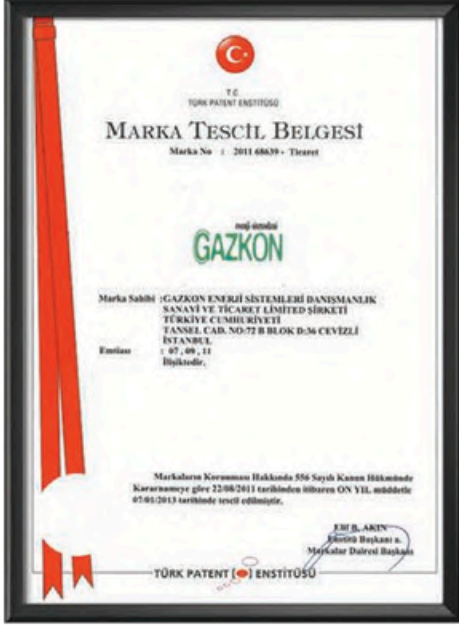 T.C.
TÜRK PATENT ENSTİTÜSÜ
MARKA TESCİL BELGESİ
Marka No : 2011 68639 - Ticaret
enerji sistemleri
GAZKON
Marka Sahibi :GAZKON ENERJİ SİSTEMLERİ DANIŞMANLIK
SANAYİ VE TİCARET LİMİTED ŞİRKETİ
TÜRKİYE CUMHURİYETİ
TANSEL CAD. NO:72 B BLOK D:36 CEVİZLİ
İSTANBUL
Emtiası : 07 , 09 , 11
İlişiktedir.
Markaların Korunması Hakkında 556 Sayılı Kanun Hükmünde
Kararnameye göre 22/08/2011 tarihinden itibaren ON YIL müddetle
07/01/2013 tarihinde tescil edilmiştir.
Elif B. AKIN
Enstitü Başkanı a.
Markalar Dairesi Başkanı
TÜRK PATENT ENSTİTÜSÜ